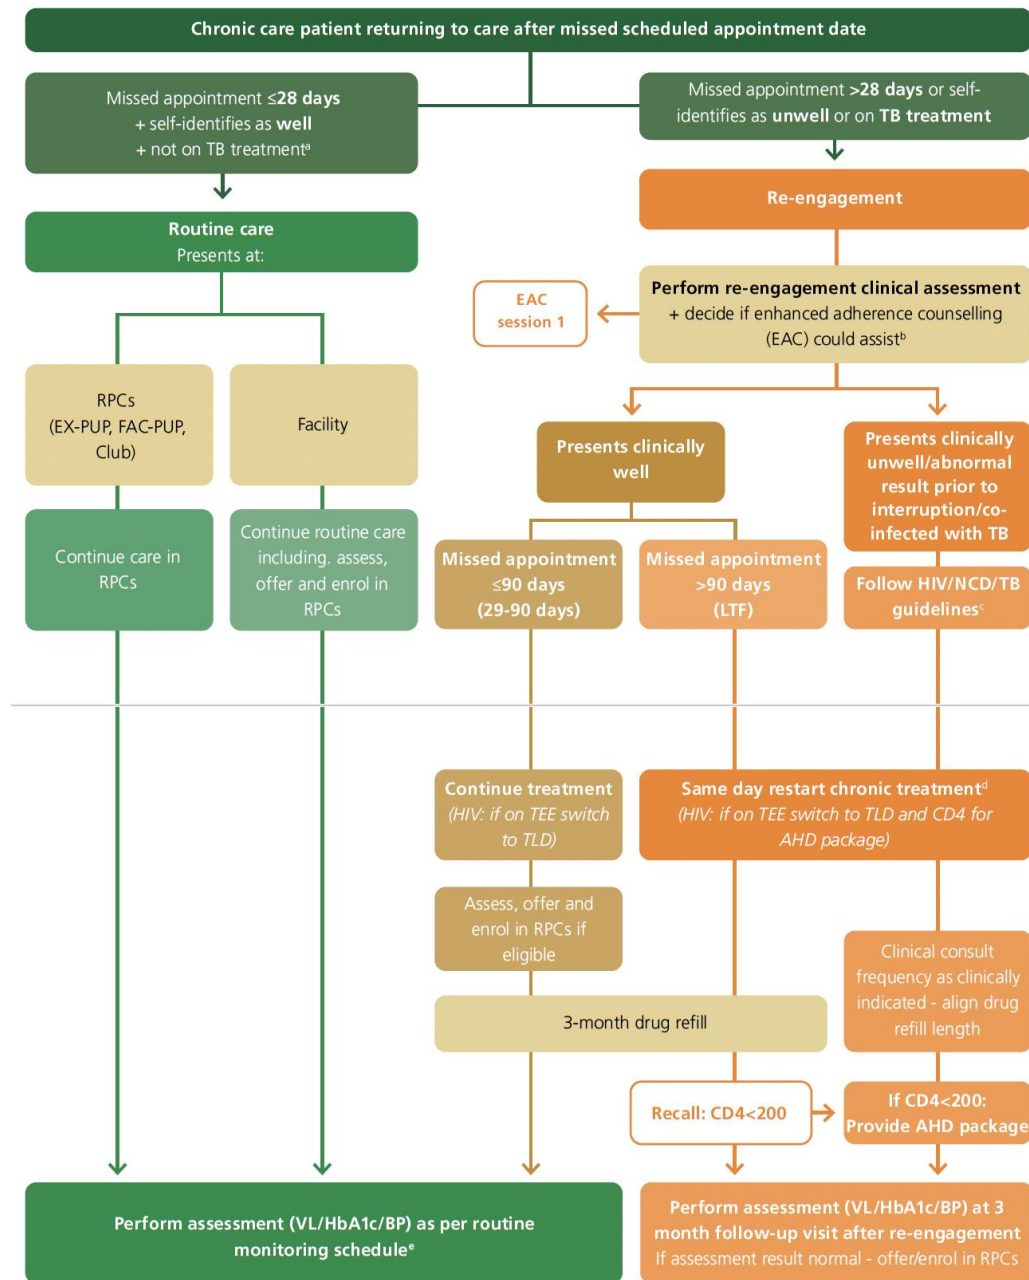 Chronic care patient returning to care after missed scheduled appointment date
Missed appointment ≤28 days
+ self-identifies as well
+ not on TB treatmentᵃ
Missed appointment >28 days or self-
identifies as unwell or on TB treatment
Routine care
Presents at:
Re-engagement
EAC
session 1
Perform re-engagement clinical assessment
+ decide if enhanced adherence counselling
(EAC) could assistᵇ
RPCs
(EX-PUP, FAC-PUP,
Club)
Facility
Presents clinically
well
Presents clinically
unwell/abnormal
result prior to
interruption/co-
infected with TB
Continue care in
RPCs
Continue routine care
including. assess,
offer and enrol in
RPCs
Missed appointment
≤90 days
(29-90 days)
Missed appointment
>90 days
(LTF)
Follow HIV/NCD/TB
guidelinesᶜ
Continue treatment
(HIV: if on TEE switch
to TLD)
Same day restart chronic treatmentᵈ
(HIV: if on TEE switch to TLD and CD4 for
AHD package)
Assess, offer and
enrol in RPCs if
eligible
Clinical consult
frequency as clinically
indicated - align drug
refill length
3-month drug refill
Recall: CD4<200
If CD4<200:
Provide AHD package
Perform assessment (VL/HbA1c/BP) as per routine
monitoring scheduleᵉ
Perform assessment (VL/HbA1c/BP) at 3
month follow-up visit after re-engagement
If assessment result normal - offer/enrol in RPCs